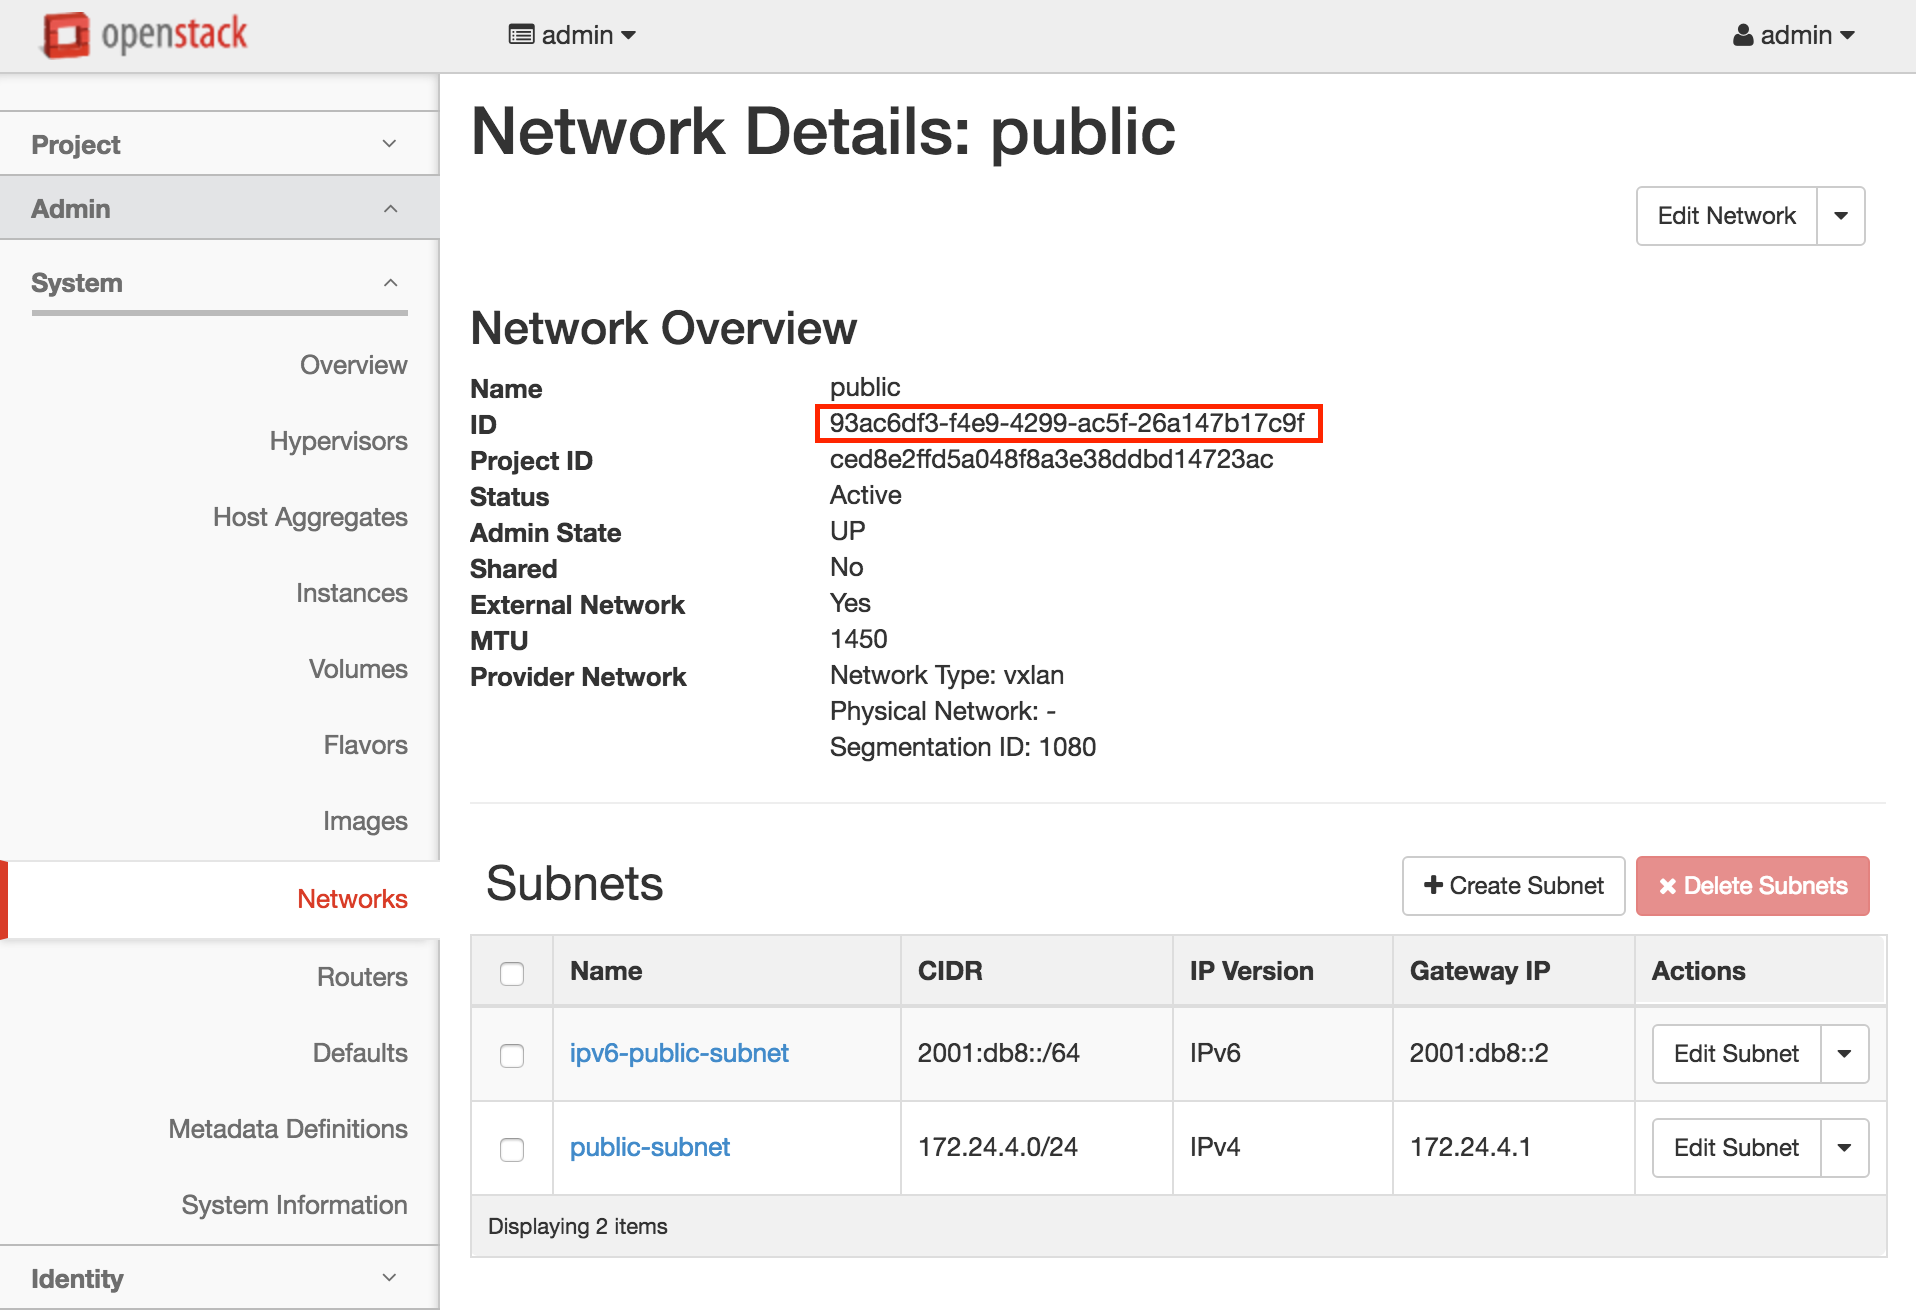 openstack
admin
admin
Project
Admin
System
Overview
Hypervisors
Host Aggregates
Instances
Volumes
Flavors
Images
Networks
Routers
Defaults
Metadata Definitions
System Information
Identity
Network Details: public
Edit Network
Network Overview
Name public
ID 93ac6df3-f4e9-4299-ac5f-26a147b17c9f
Project ID ced8e2ffd5a048f8a3e38ddbd14723ac
Status Active
Admin State UP
Shared No
External Network Yes
MTU 1450
Provider Network Network Type: vxlan
Physical Network: -
Segmentation ID: 1080
Subnets
Create Subnet Delete Subnets
Name CIDR IP Version Gateway IP Actions
ipv6-public-subnet 2001:db8::/64 IPv6 2001:db8::2 Edit Subnet
public-subnet 172.24.4.0/24 IPv4 172.24.4.1 Edit Subnet
Displaying 2 items